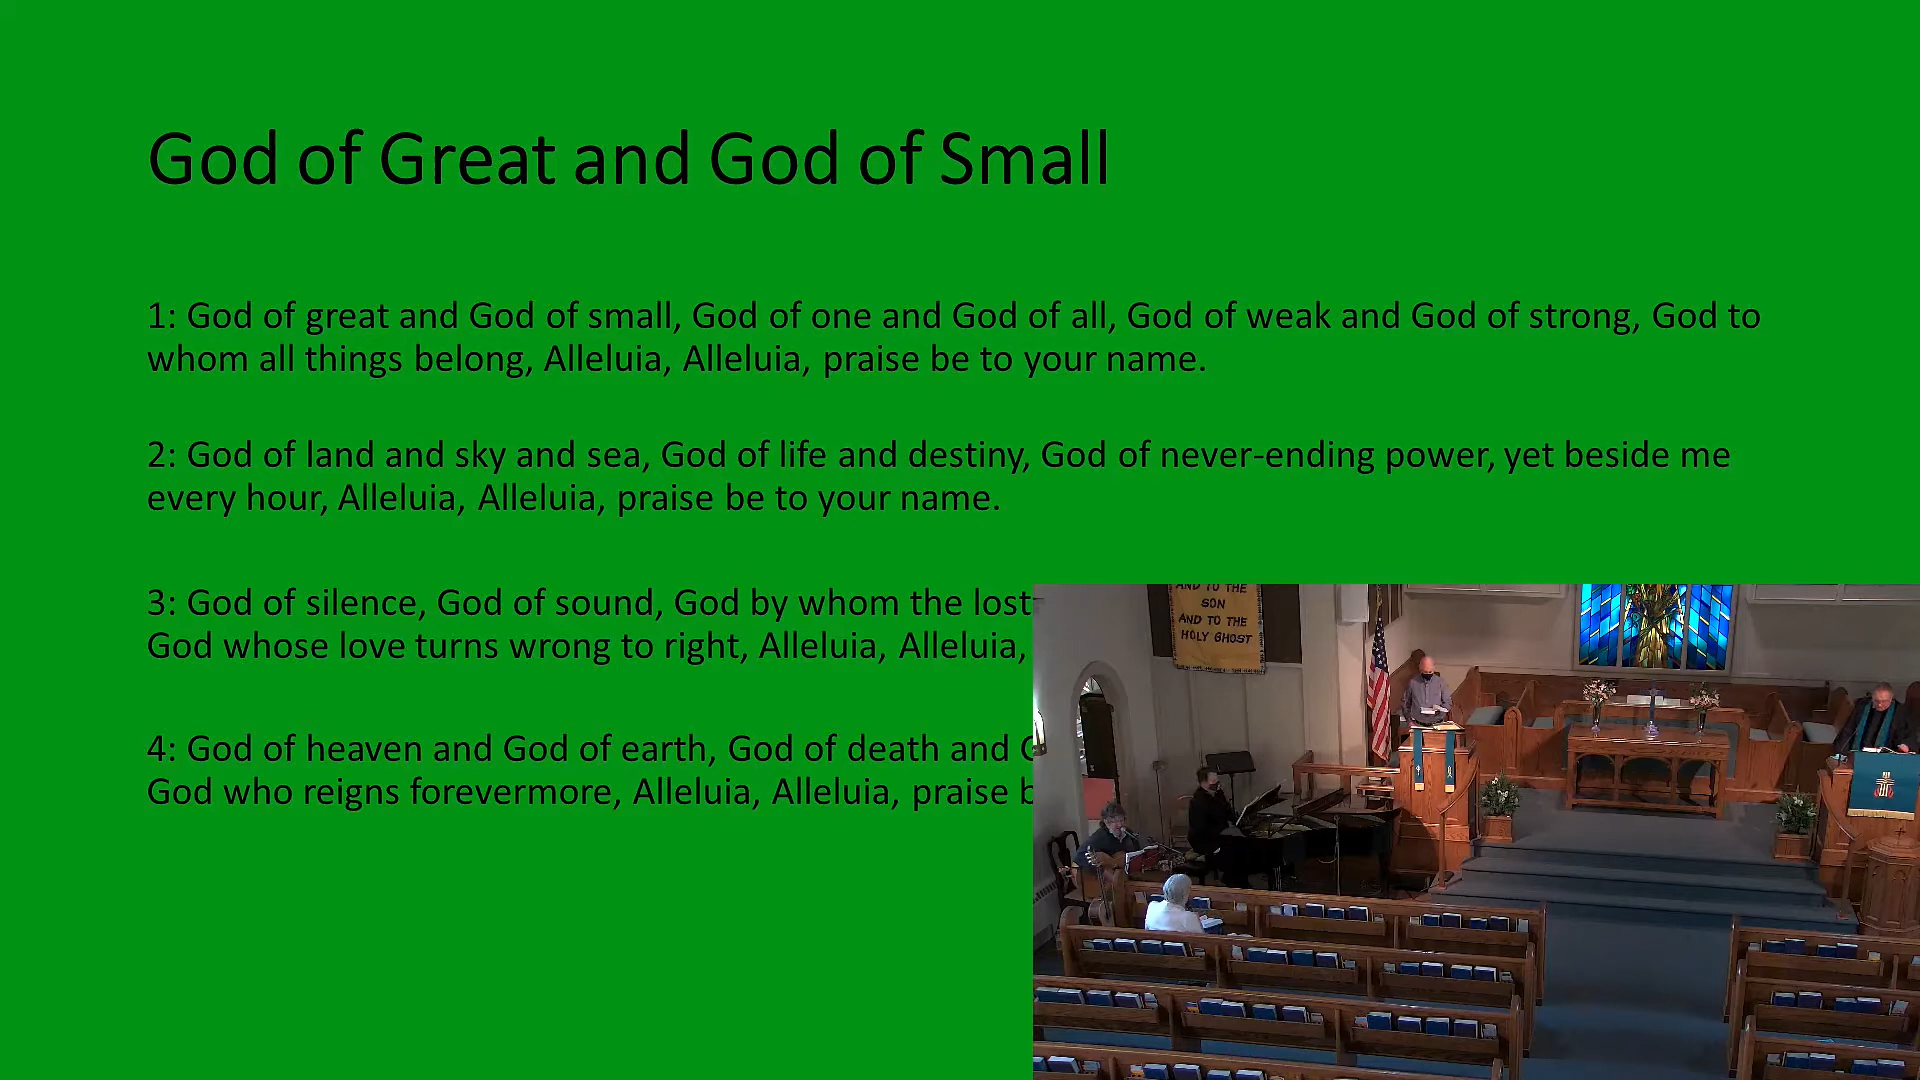 God of Great and God of Small
1: God of great and God of small, God of one and God of all, God of weak and God of strong, God to
whom all things belong, Alleluia, Alleluia, praise be to your name.
2: God of land and sky and sea, God of life and destiny, God of never-ending power, yet beside me
every hour, Alleluia, Alleluia, praise be to your name.
3: God of silence, God of sound, God by whom the lost
God whose love turns wrong to right, Alleluia, Alleluia,
4: God of heaven and God of earth, God of death and
God who reigns forevermore, Alleluia, Alleluia, praise
AND TO THE
SON
AND TO THE
HOLY GHOST